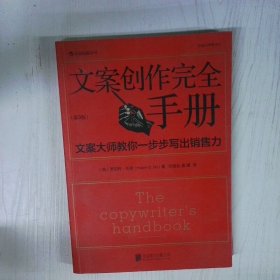 文案创作完全
手册
（第3版）
文案大师教你一步步写出销售力
The
copywriter's
handbook